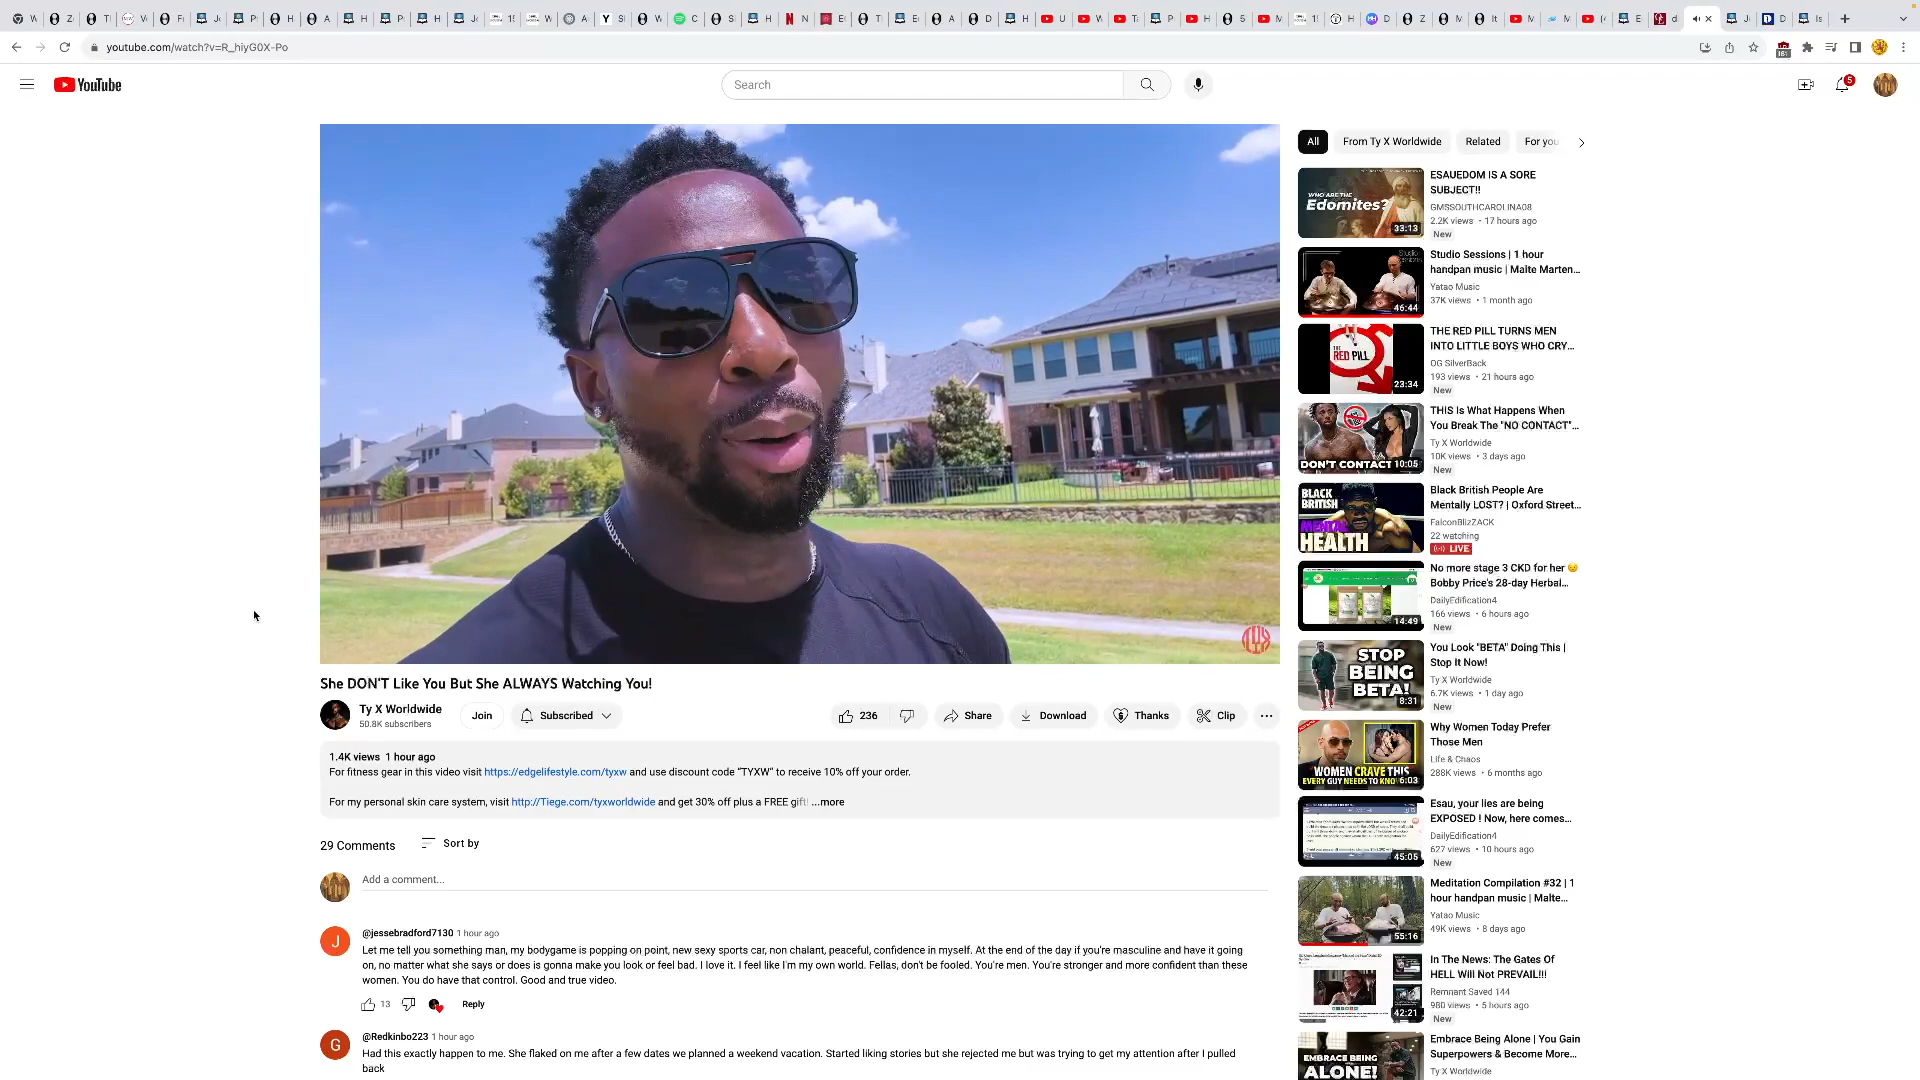 youtube.com/watch?v=R_hiyG0X-Po
161
YouTube
Search
5
All
From Ty X Worldwide
Related
For you
WHO ARE THE
Edomites?
33:13
ESAUEDOM IS A SORE
SUBJECT!!
GMSSOUTHCAROLINA08
2.2K views • 17 hours ago
New
46:44
Studio Sessions | 1 hour
handpan music | Malte Marten...
Yatao Music
37K views • 1 month ago
THE
RED PILL
23:34
THE RED PILL TURNS MEN
INTO LITTLE BOYS WHO CRY...
OG SilverBack
193 views • 21 hours ago
New
DON'T CONTACT
10:05
THIS Is What Happens When
You Break The "NO CONTACT"...
Ty X Worldwide
10K views • 3 days ago
New
BLACK
BRITISH
MENTAL
HEALTH
Black British People Are
Mentally LOST? | Oxford Street...
FalconBlizZACK
22 watching
LIVE
14:49
No more stage 3 CKD for her 😔
Bobby Price's 28-day Herbal...
DailyEdification4
166 views • 6 hours ago
New
STOP
BEING
BETA!
8:31
You Look "BETA" Doing This |
Stop It Now!
Ty X Worldwide
6.7K views • 1 day ago
New
WOMEN CRAVE THIS
EVERY GUY NEEDS TO KNOW
6:03
Why Women Today Prefer
Those Men
Life & Chaos
288K views • 6 months ago
45:05
Esau, your lies are being
EXPOSED ! Now, here comes...
DailyEdification4
627 views • 10 hours ago
New
55:16
Meditation Compilation #32 | 1
hour handpan music | Malte...
Yatao Music
49K views • 8 days ago
42:21
In The News: The Gates Of
HELL Will Not PREVAIL!!!
Remnant Saved 144
980 views • 5 hours ago
New
EMBRACE BEING
ALONE!
Embrace Being Alone | You Gain
Superpowers & Become More...
Ty X Worldwide
She DON'T Like You But She ALWAYS Watching You!
Ty X Worldwide
50.8K subscribers
Join
Subscribed
236
Share
Download
Thanks
Clip
1.4K views 1 hour ago
For fitness gear in this video visit https://edgelifestyle.com/tyxw and use discount code "TYXW" to receive 10% off your order.
For my personal skin care system, visit http://Tiege.com/tyxworldwide and get 30% off plus a FREE gift! ...more
29 Comments
Sort by
Add a comment...
J
@jessebradford7130 1 hour ago
Let me tell you something man, my bodygame is popping on point, new sexy sports car, non chalant, peaceful, confidence in myself. At the end of the day if you're masculine and have it going
on, no matter what she says or does is gonna make you look or feel bad. I love it. I feel like I'm my own world. Fellas, don't be fooled. You're men. You're stronger and more confident than these
women. You do have that control. Good and true video.
13
Reply
G
@Redkinbo223 1 hour ago
Had this exactly happen to me. She flaked on me after a few dates we planned a weekend vacation. Started liking stories but she rejected me but was trying to get my attention after I pulled
back